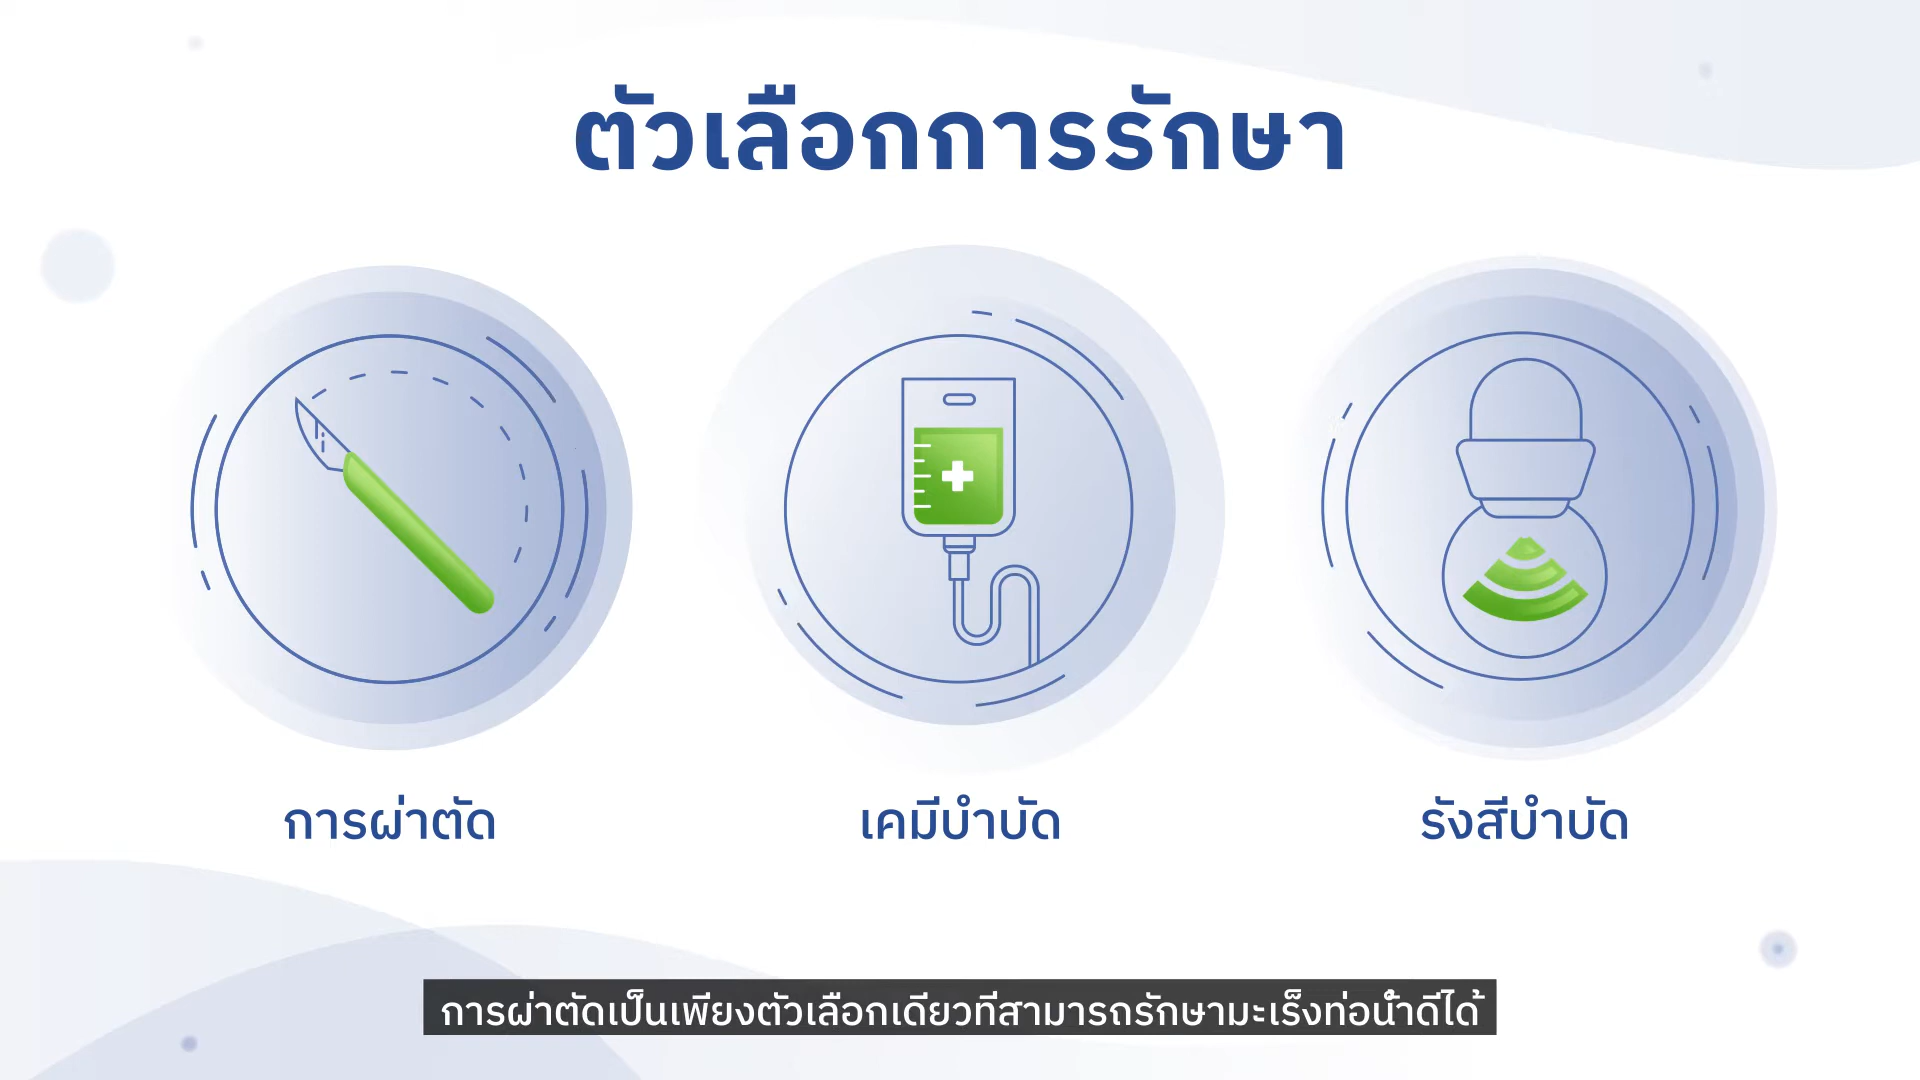 ตัวเลือกการรักษา
การผ่าตัด
เคมีบำบัด
รังสีบำบัด
การผ่าตัดเป็นเพียงตัวเลือกเดียวที่สามารถรักษามะเร็งท่อน้ำดีได้